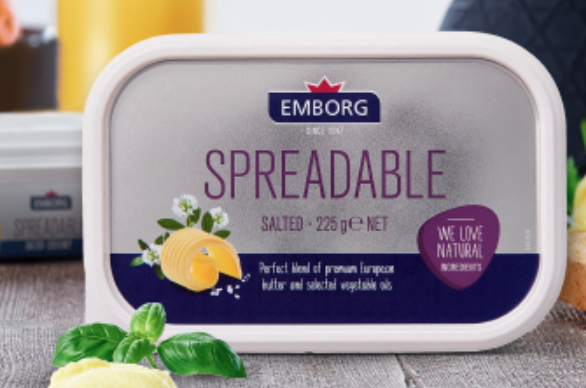 EMBORG
SINCE 1947
SPREADABLE
SALTED · 225 g℮ NET
WE LOVE
NATURAL
INGREDIENTS
Perfect blend of premium European
butter and selected vegetable oils
EMBORG
SPREADABLE